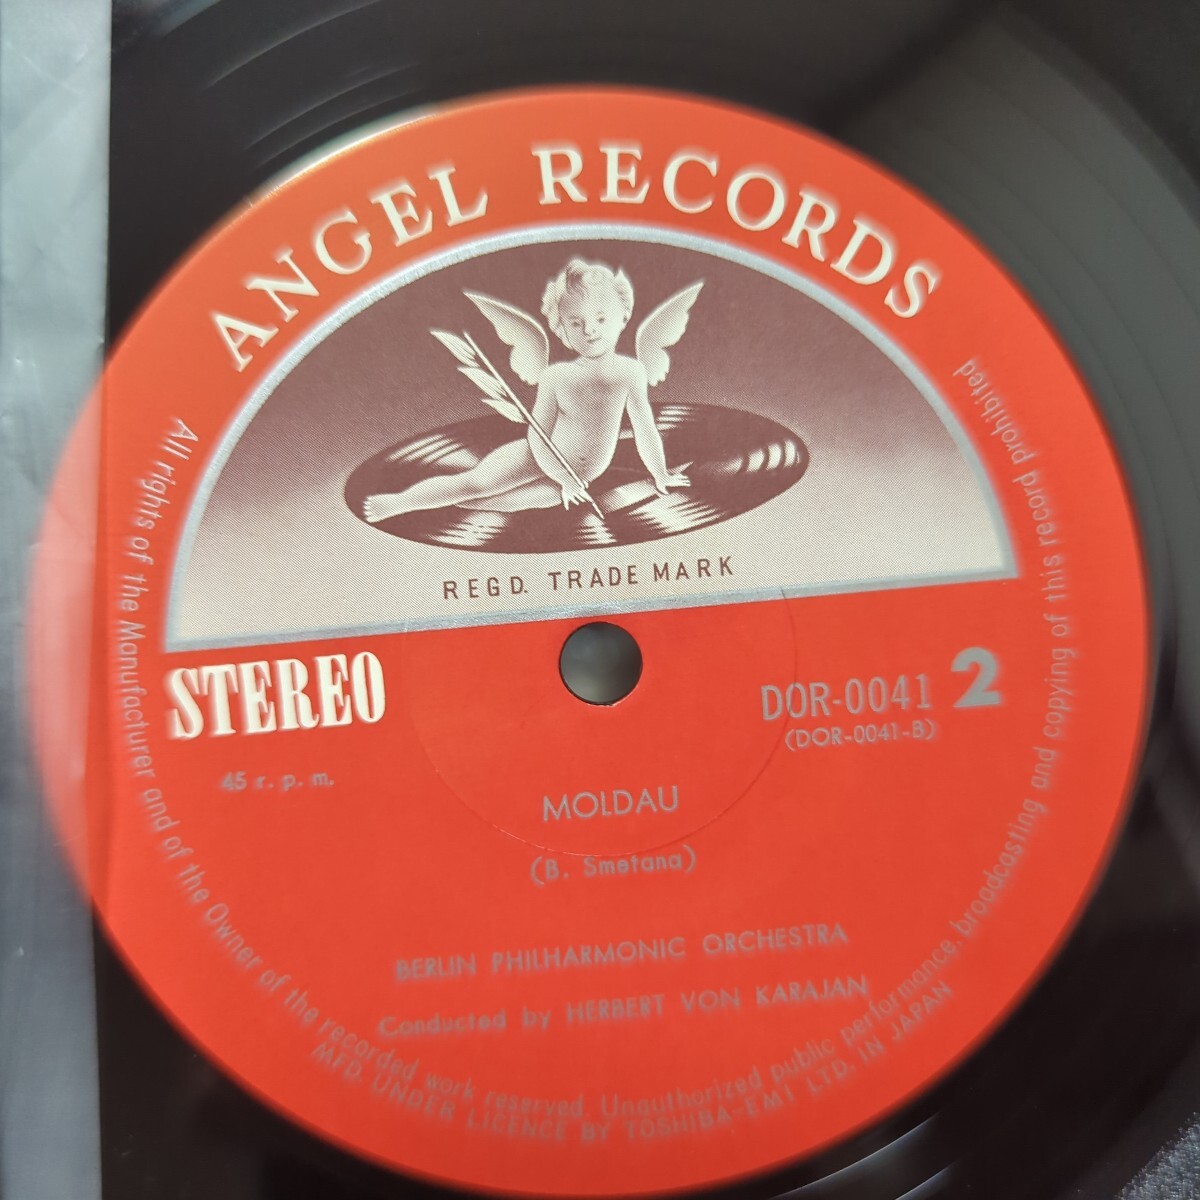 ANGEL RECORDS
REGD. TRADE MARK
STEREO
DOR-0041 2
(DOR-0041-B)
45 r. p. m.
MOLDAU
(B. Smetana)
BERLIN PHILHARMONIC ORCHESTRA
Conducted by HERBERT VON KARAJAN
All rights of the Manufacturer and of the Owner of the recorded work reserved. Unauthorized public performance, broadcasting and copying of this record prohibited
MFD. UNDER LICENCE BY TOSHIBA-EMI LTD. IN JAPAN